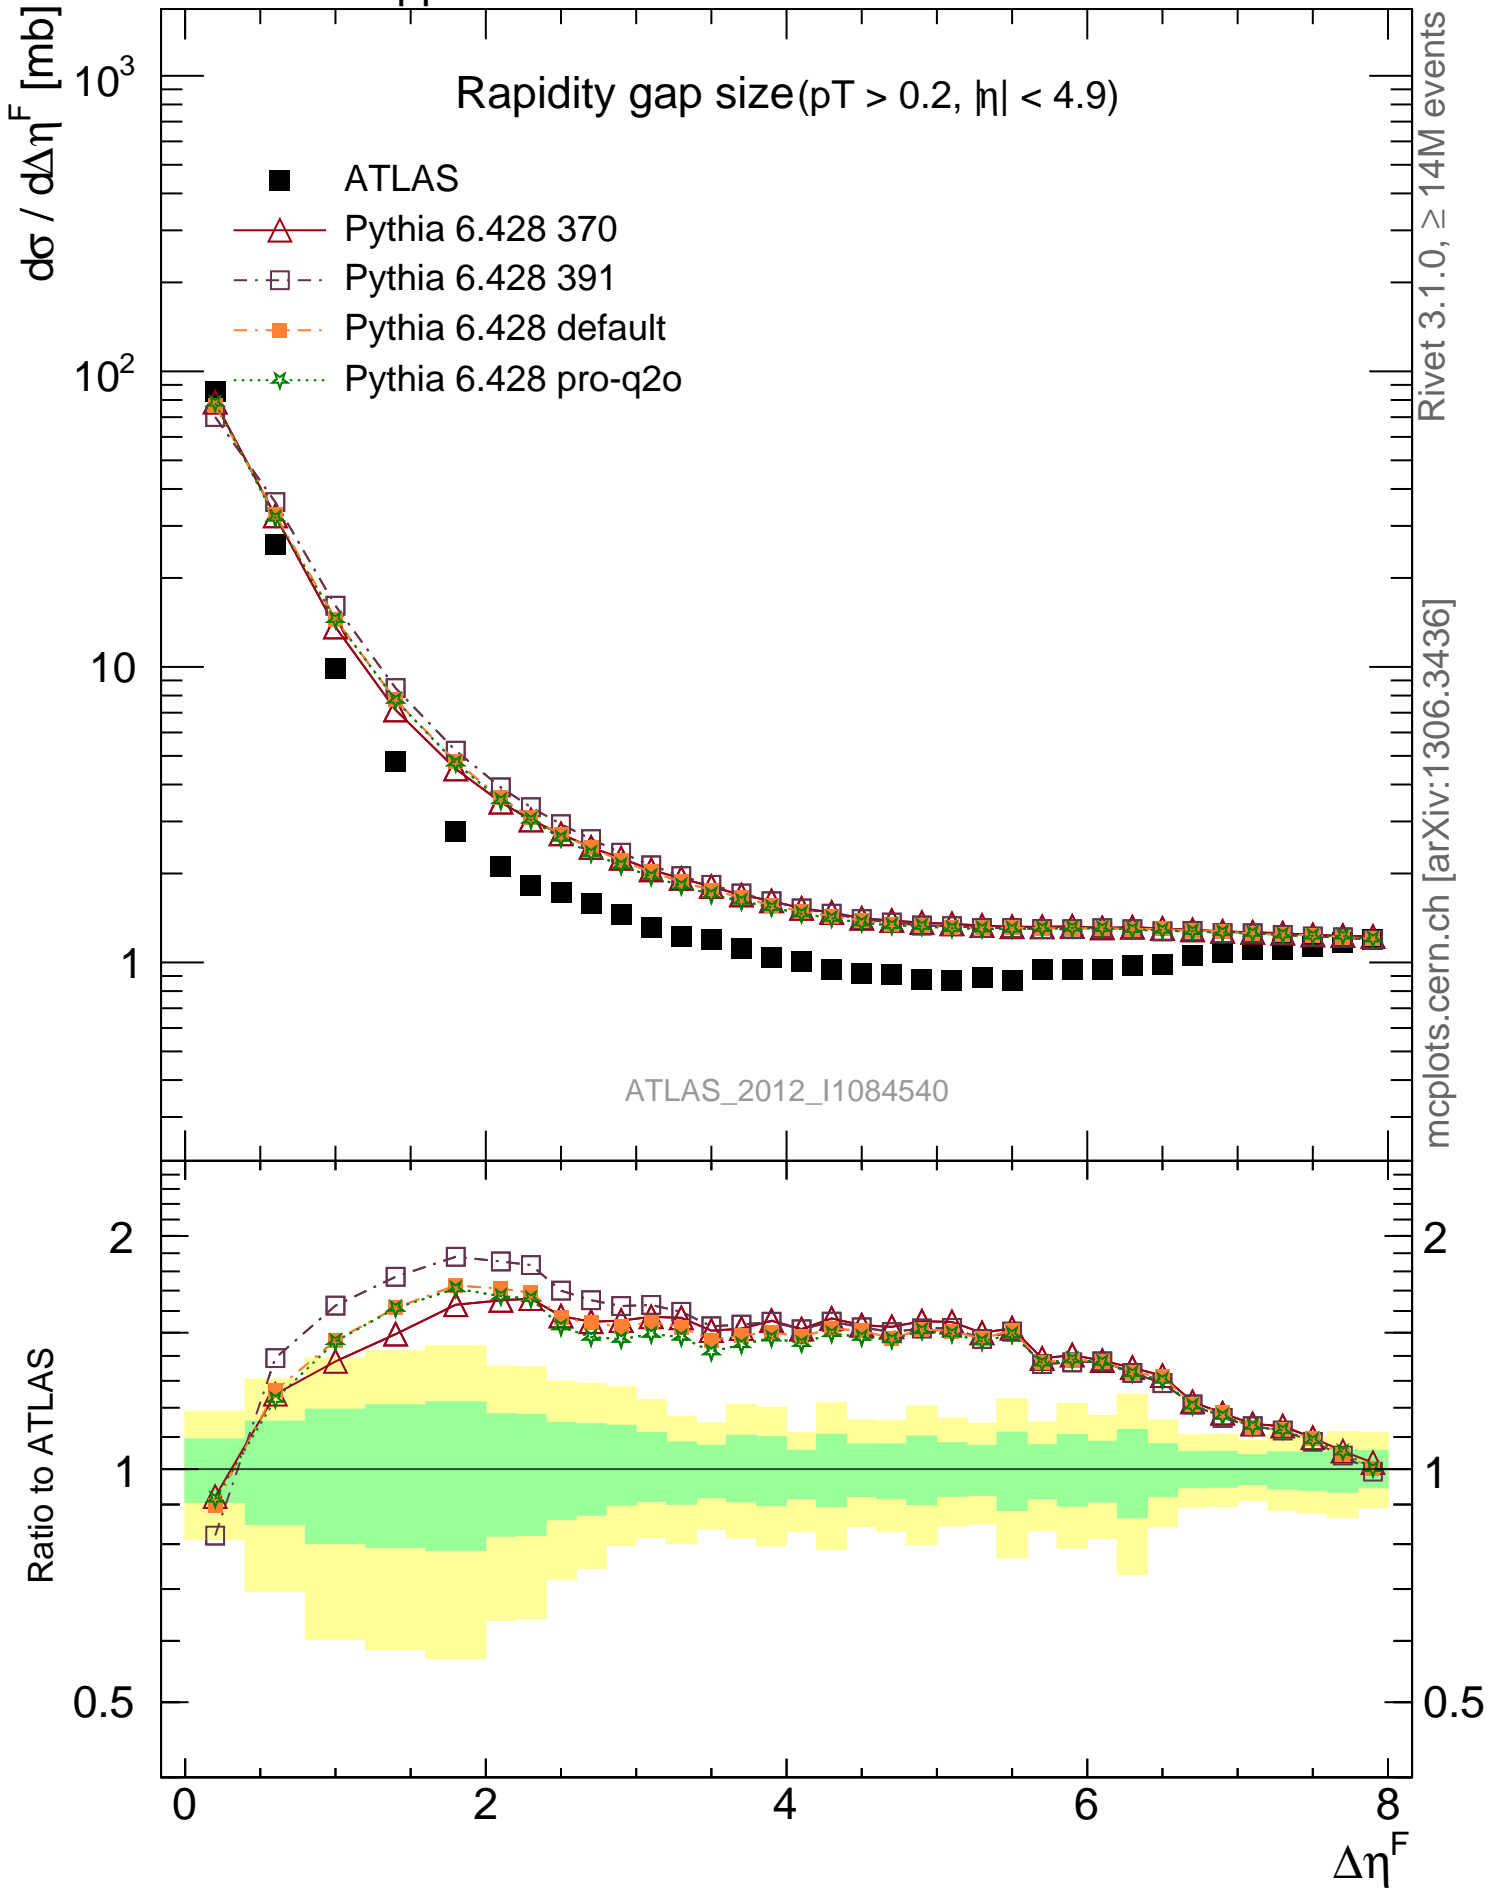 pp
dσ / dΔη^F [mb]
Rapidity gap size(pT > 0.2, |η| < 4.9)
ATLAS
Pythia 6.428 370
Pythia 6.428 391
Pythia 6.428 default
Pythia 6.428 pro-q2o
10^3
10^2
10
1
ATLAS_2012_I1084540
Rivet 3.1.0, ≥ 14M events
mcplots.cern.ch [arXiv:1306.3436]
Ratio to ATLAS
2
1
0.5
2
1
0.5
0 2 4 6 8
Δη^F